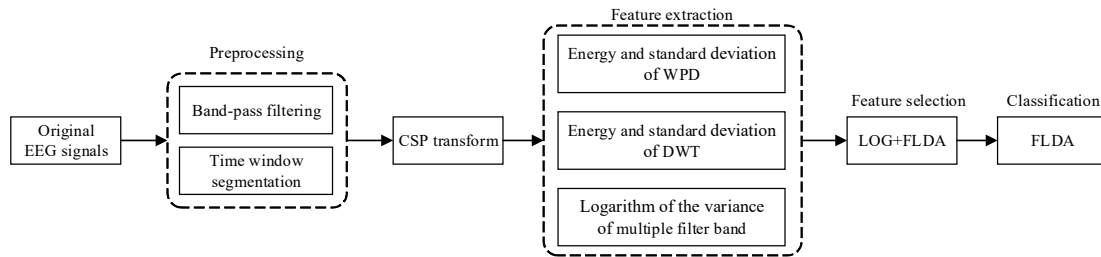 Preprocessing
Original
EEG signals
Band-pass filtering
Time window
segmentation
CSP transform
Feature extraction
Energy and standard deviation
of WPD
Energy and standard deviation
of DWT
Logarithm of the variance
of multiple filter band
Feature selection
LOG+FLDA
Classification
FLDA